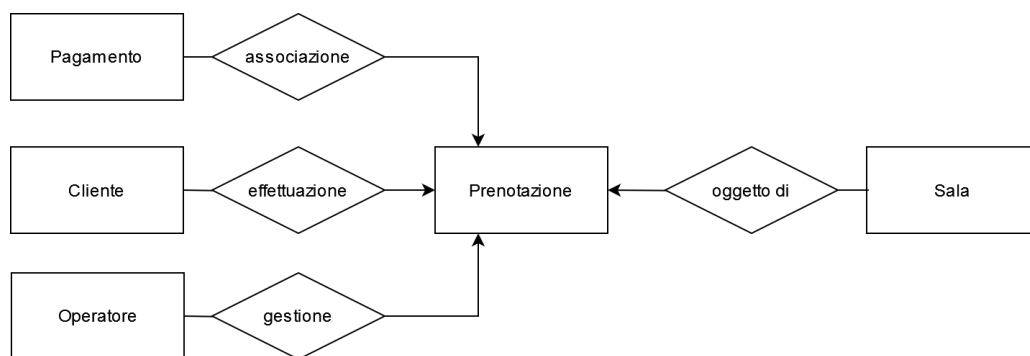 Pagamento
associazione
Cliente
effettuazione
Prenotazione
oggetto di
Sala
Operatore
gestione